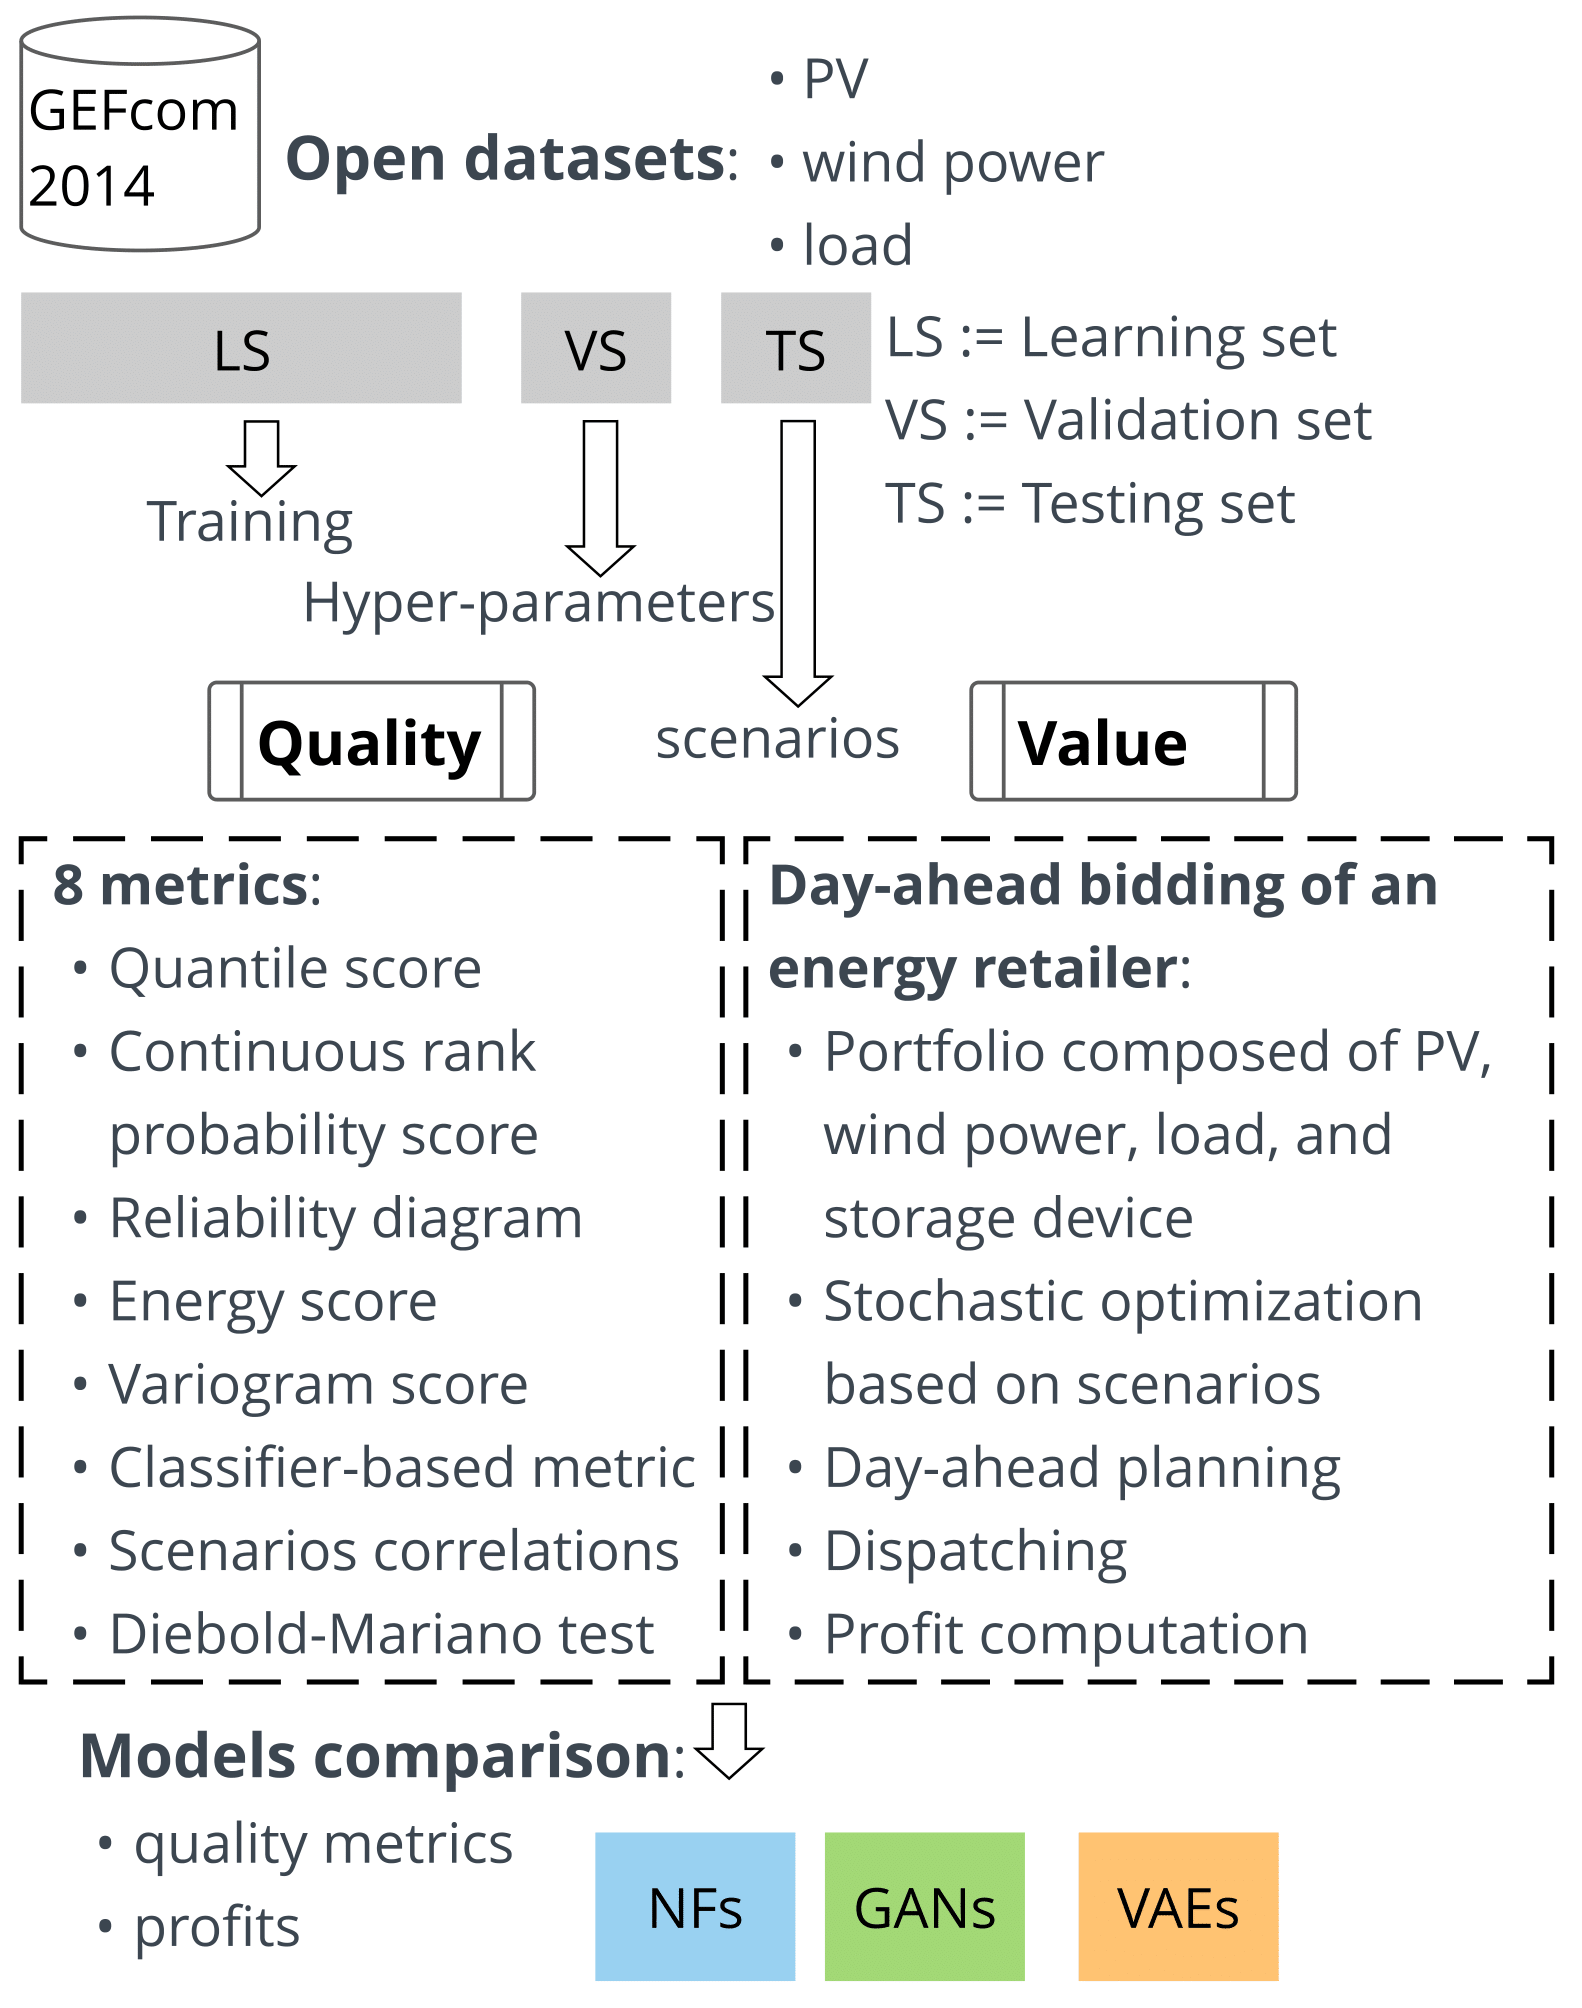 GEFcom
2014
Open datasets:
• PV
• wind power
• load
LS
VS
TS
LS := Learning set
VS := Validation set
TS := Testing set
Training
Hyper-parameters
scenarios
Quality
Value
8 metrics:
• Quantile score
• Continuous rank
probability score
• Reliability diagram
• Energy score
• Variogram score
• Classifier-based metric
• Scenarios correlations
• Diebold-Mariano test
Day-ahead bidding of an
energy retailer:
• Portfolio composed of PV,
wind power, load, and
storage device
• Stochastic optimization
based on scenarios
• Day-ahead planning
• Dispatching
• Profit computation
Models comparison:
• quality metrics
• profits
NFs
GANs
VAEs